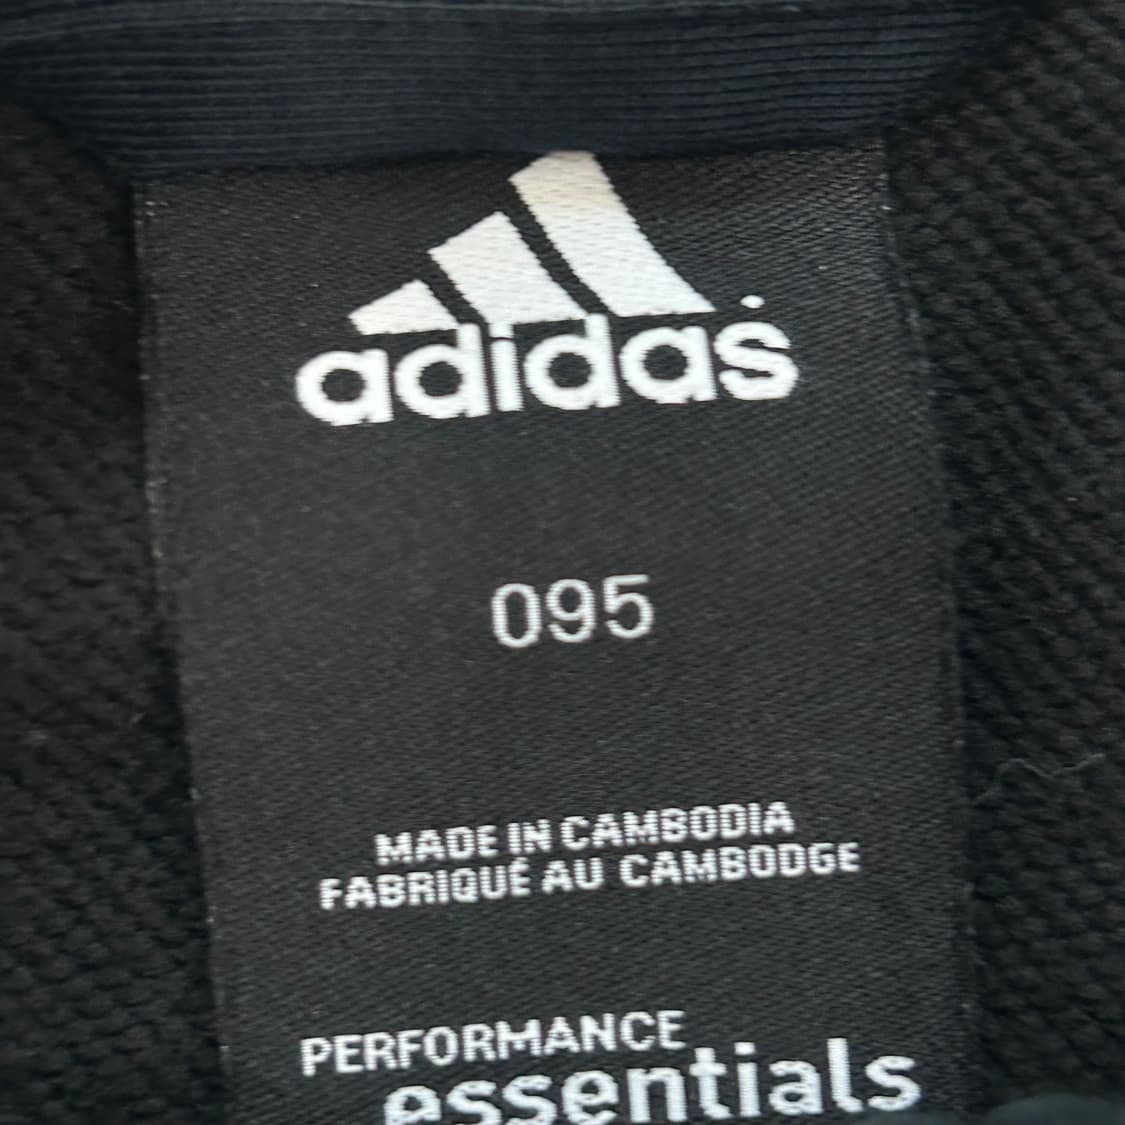 adidas
095
MADE IN CAMBODIA
FABRIQUÉ AU CAMBODGE
PERFORMANCE
essentials